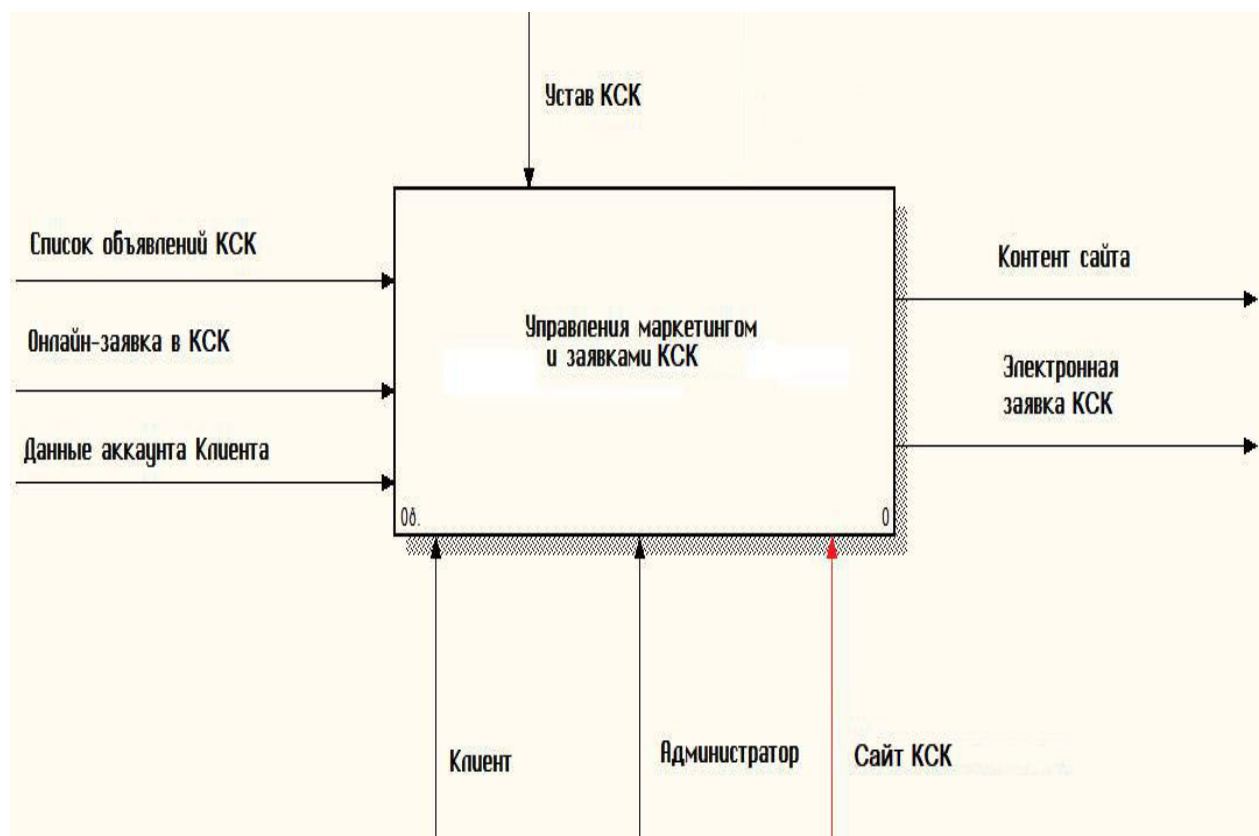 Устав КСК
Список объявлений КСК
Онлайн-заявка в КСК
Данные аккаунта Клиента
Управления маркетингом
и заявками КСК
0д.
0
Контент сайта
Электронная
заявка КСК
Клиент
Администратор
Сайт КСК